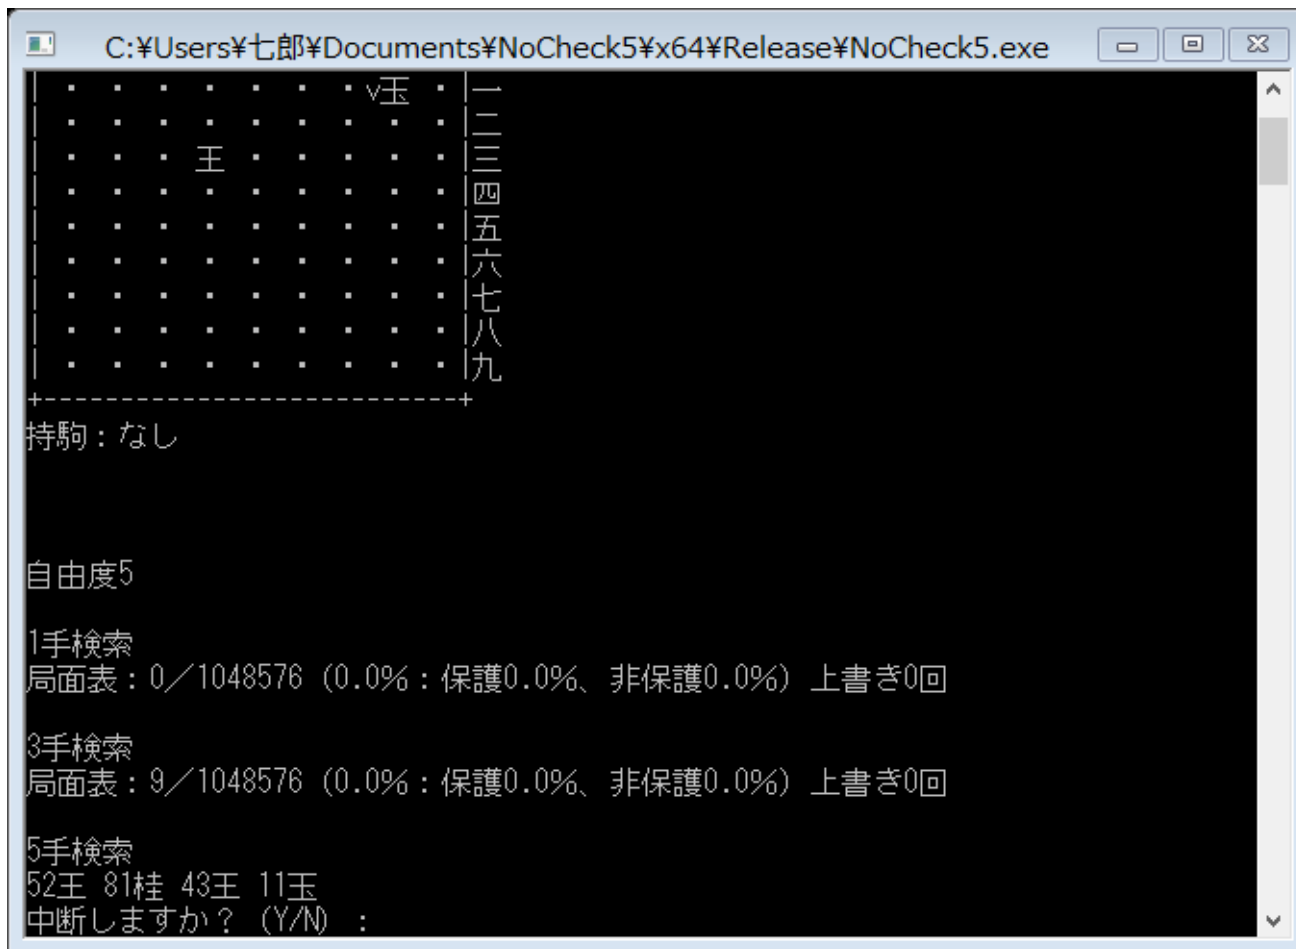 C:¥Users¥七郎¥Documents¥NoCheck5¥x64¥Release¥NoCheck5.exe
| ・ ・ ・ ・ ・ ・ ・v玉 ・|一
| ・ ・ ・ ・ ・ ・ ・ ・ ・|二
| ・ ・ ・ 王 ・ ・ ・ ・ ・|三
| ・ ・ ・ ・ ・ ・ ・ ・ ・|四
| ・ ・ ・ ・ ・ ・ ・ ・ ・|五
| ・ ・ ・ ・ ・ ・ ・ ・ ・|六
| ・ ・ ・ ・ ・ ・ ・ ・ ・|七
| ・ ・ ・ ・ ・ ・ ・ ・ ・|八
| ・ ・ ・ ・ ・ ・ ・ ・ ・|九
+---------------------------+
持駒：なし
自由度5
1手検索
局面表：0／1048576 (0.0%：保護0.0%、非保護0.0%) 上書き0回
3手検索
局面表：9／1048576 (0.0%：保護0.0%、非保護0.0%) 上書き0回
5手検索
52王 81桂 43王 11玉
中断しますか？ (Y/N) ：